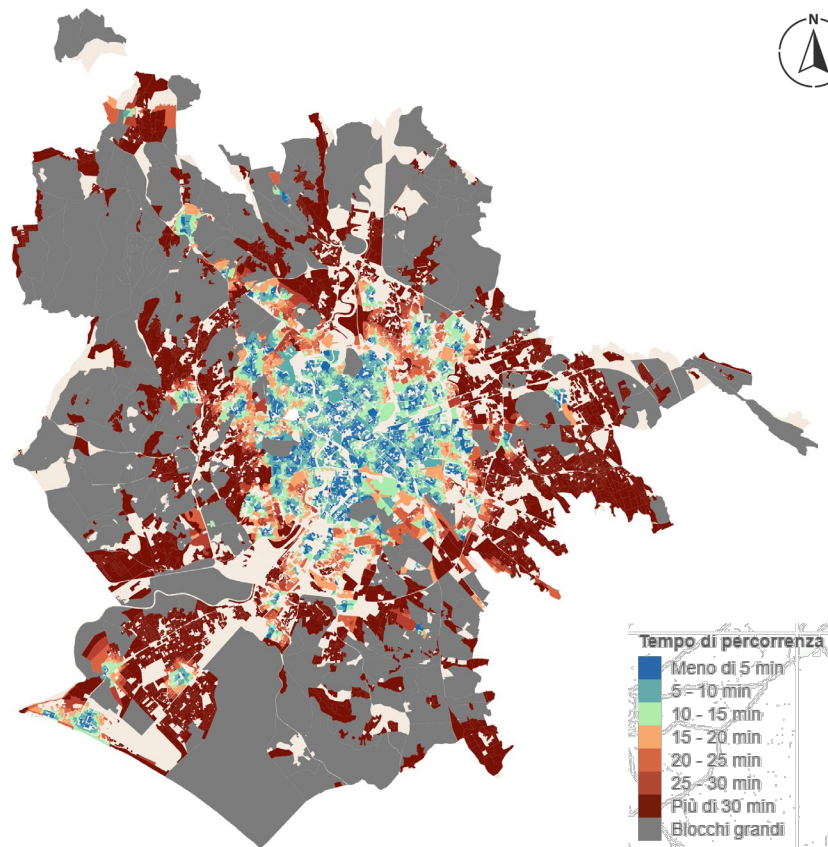 N
Tempo di percorrenza
Meno di 5 min
5 - 10 min
10 - 15 min
15 - 20 min
20 - 25 min
25 - 30 min
Più di 30 min
Blocchi grandi